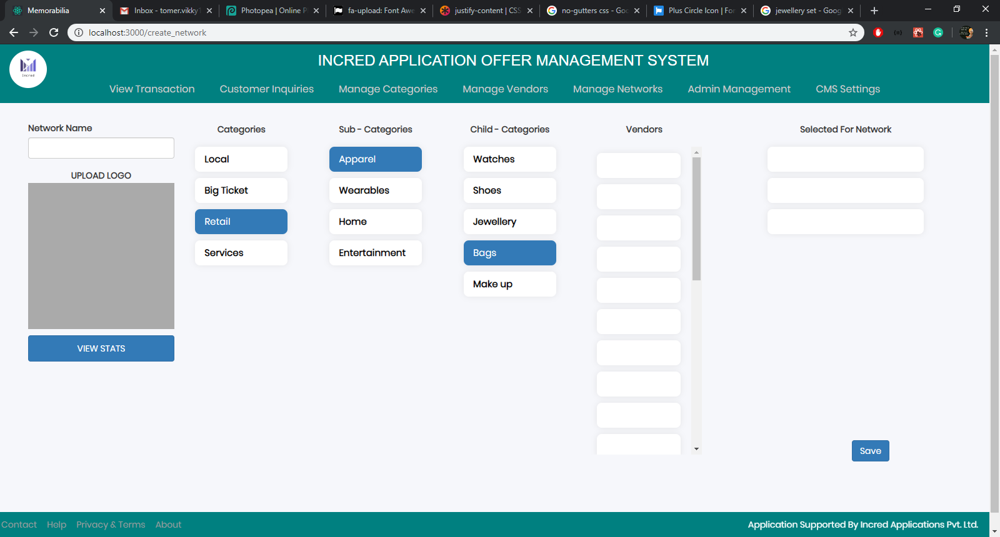 Memorabilia
Inbox - tomer.vikky1
Photopea | Online P
fa-upload: Font Awe
justify-content | CSS
no-gutters css - Goo
Plus Circle Icon | Fon
jewellery set - Goog
localhost:3000/create_network
Incred
INCRED APPLICATION OFFER MANAGEMENT SYSTEM
View Transaction
Customer Inquiries
Manage Categories
Manage Vendors
Manage Networks
Admin Management
CMS Settings
Network Name
UPLOAD LOGO
VIEW STATS
Categories
Local
Big Ticket
Retail
Services
Sub - Categories
Apparel
Wearables
Home
Entertainment
Child - Categories
Watches
Shoes
Jewellery
Bags
Make up
Vendors
Selected For Network
Save
Contact
Help
Privacy & Terms
About
Application Supported By Incred Applications Pvt. Ltd.